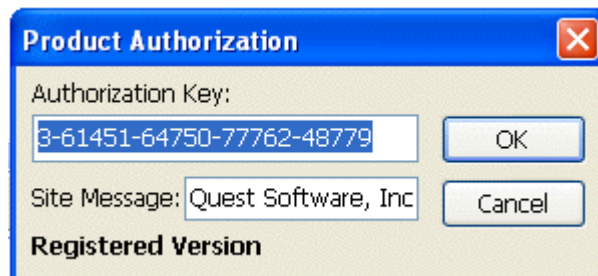 Product Authorization
Authorization Key:
3-61451-64750-77762-48779
OK
Site Message: Quest Software, Inc
Cancel
Registered Version